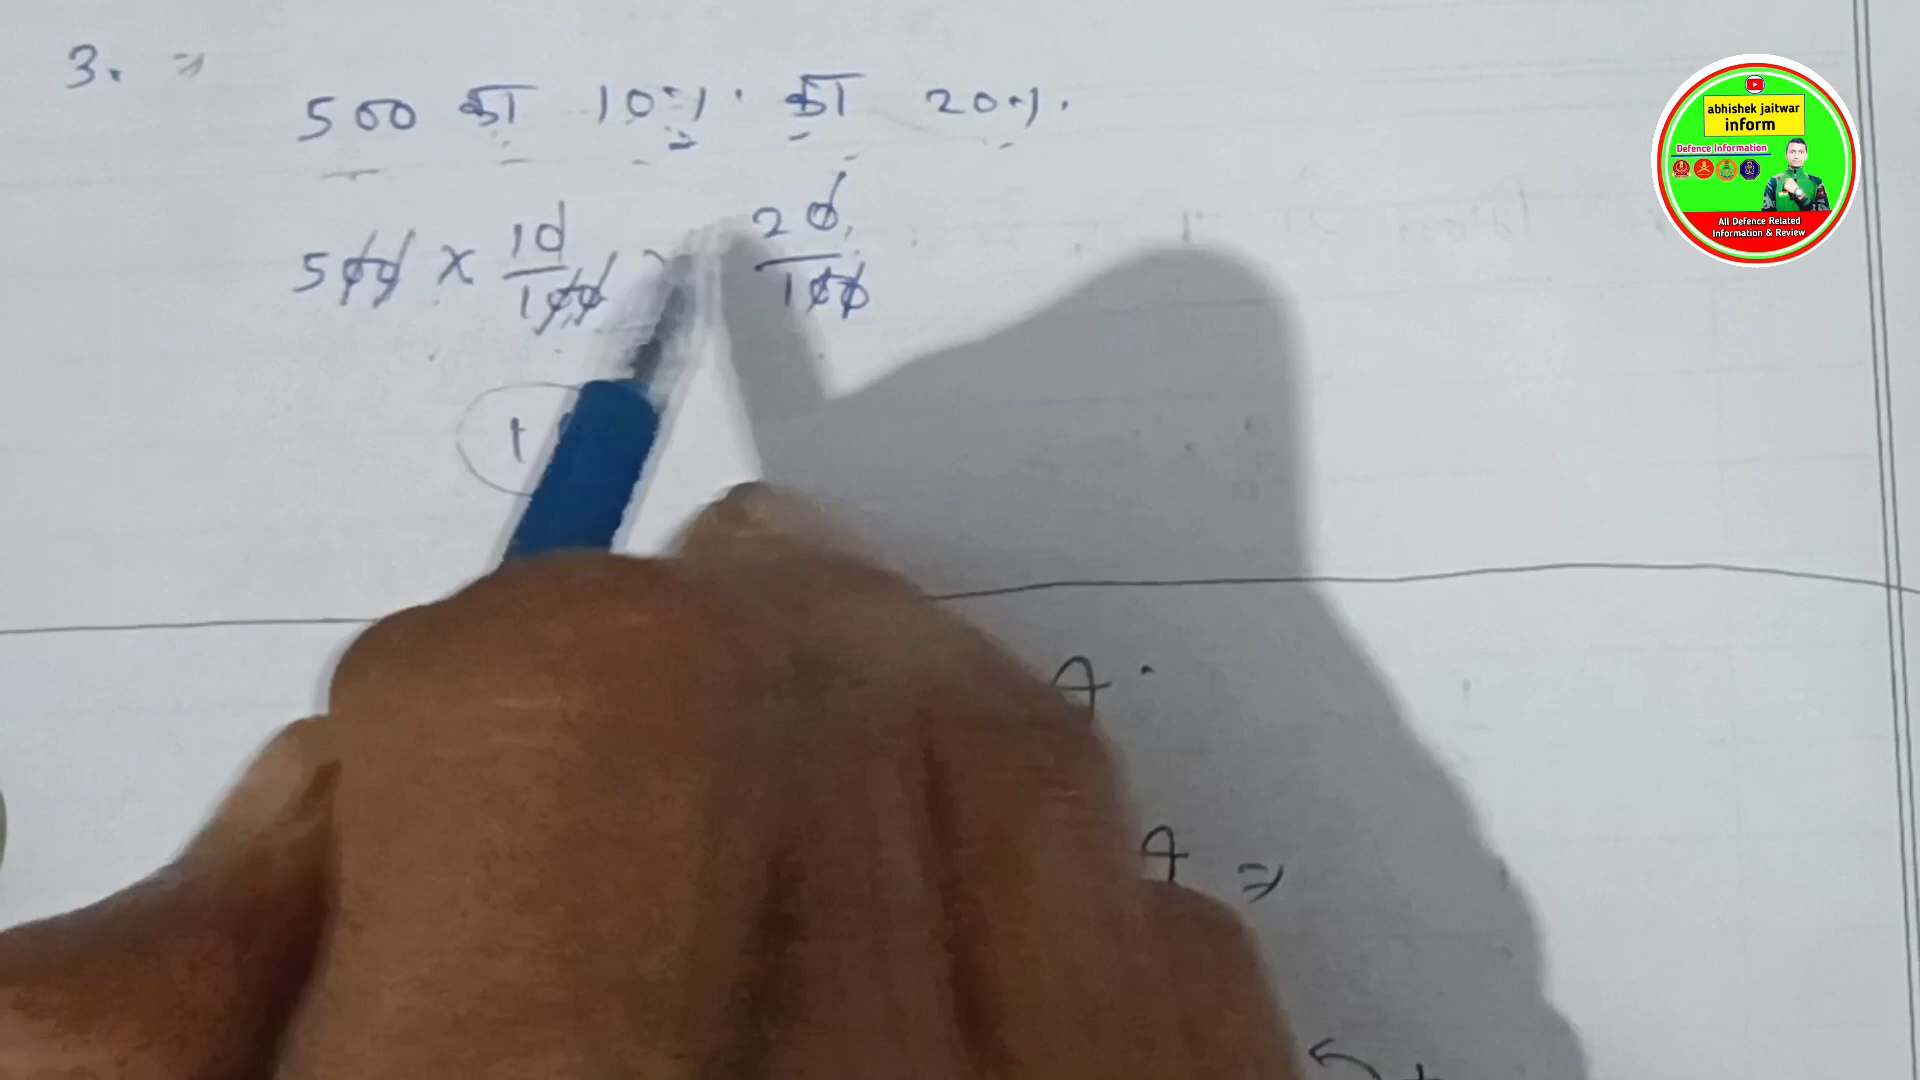 3. ⇒
500 का 10% का 20%.
500 × 10/100 × 20/100
1
A.
A ⇒
abhishek jaitwar
inform
Defence Information
All Defence Related
Information & Review